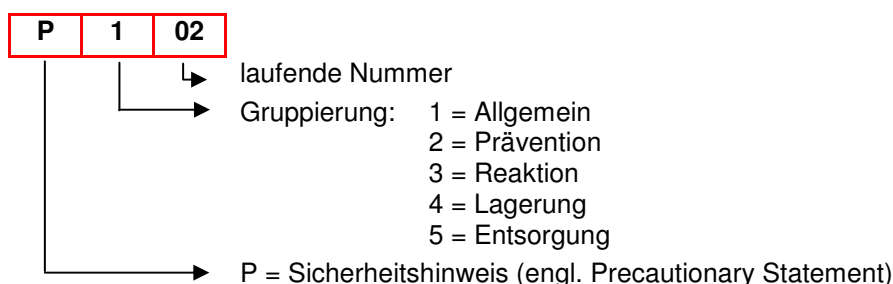 P 1 02
laufende Nummer
Gruppierung: 1 = Allgemein
2 = Prävention
3 = Reaktion
4 = Lagerung
5 = Entsorgung
P = Sicherheitshinweis (engl. Precautionary Statement)